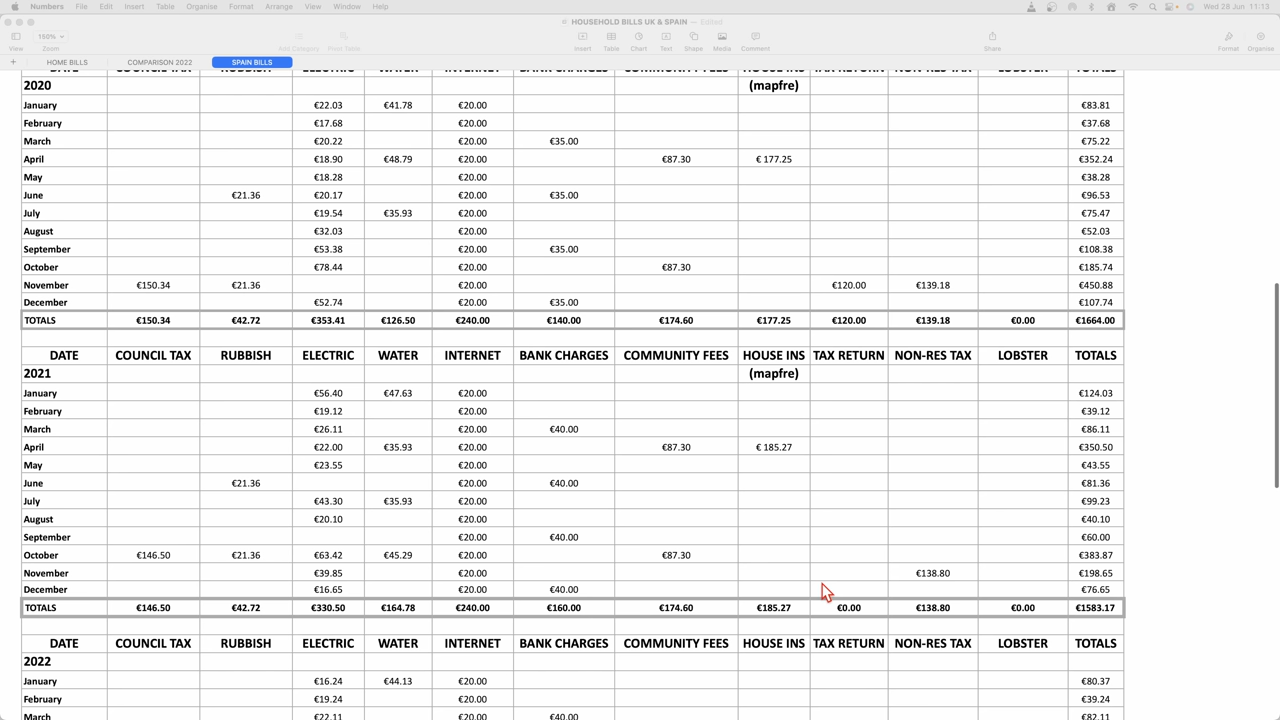 Numbers File Edit Insert Table Organise Format Arrange View Window Help Wed 28 Jun 11:13
HOUSEHOLD BILLS UK & SPAIN — Edited
View Zoom Add Category Pivot Table Insert Table Chart Text Shape Media Comment Share Format Organise
168%
+ HOME BILLS COMPARISON 2022 SPAIN BILLS
DATE COUNCIL TAX RUBBISH ELECTRIC WATER INTERNET BANK CHARGES COMMUNITY FEES HOUSE INS TAX RETURN NON-RES TAX LOBSTER TOTALS
2020 (mapfre)
January €22.03 €41.78 €20.00 €83.81
February €17.68 €20.00 €37.68
March €20.22 €20.00 €35.00 €75.22
April €18.90 €48.79 €20.00 €87.30 € 177.25 €352.24
May €18.28 €20.00 €38.28
June €21.36 €20.17 €20.00 €35.00 €96.53
July €19.54 €35.93 €20.00 €75.47
August €32.03 €20.00 €52.03
September €53.38 €20.00 €35.00 €108.38
October €78.44 €20.00 €87.30 €185.74
November €150.34 €21.36 €20.00 €120.00 €139.18 €450.88
December €52.74 €20.00 €35.00 €107.74
TOTALS €150.34 €42.72 €353.41 €126.50 €240.00 €140.00 €174.60 €177.25 €120.00 €139.18 €0.00 €1664.00
DATE COUNCIL TAX RUBBISH ELECTRIC WATER INTERNET BANK CHARGES COMMUNITY FEES HOUSE INS TAX RETURN NON-RES TAX LOBSTER TOTALS
2021 (mapfre)
January €56.40 €47.63 €20.00 €124.03
February €19.12 €20.00 €39.12
March €26.11 €20.00 €40.00 €86.11
April €22.00 €35.93 €20.00 €87.30 € 185.27 €350.50
May €23.55 €20.00 €43.55
June €21.36 €20.00 €40.00 €81.36
July €43.30 €35.93 €20.00 €99.23
August €20.10 €20.00 €40.10
September €20.00 €40.00 €60.00
October €146.50 €21.36 €63.42 €45.29 €20.00 €87.30 €383.87
November €39.85 €20.00 €138.80 €198.65
December €16.65 €20.00 €40.00 €76.65
TOTALS €146.50 €42.72 €330.50 €164.78 €240.00 €160.00 €174.60 €185.27 €0.00 €138.80 €0.00 €1583.17
DATE COUNCIL TAX RUBBISH ELECTRIC WATER INTERNET BANK CHARGES COMMUNITY FEES HOUSE INS TAX RETURN NON-RES TAX LOBSTER TOTALS
2022
January €16.24 €44.13 €20.00 €80.37
February €19.24 €20.00 €39.24
March €22.11 €20.00 €40.00 €82.11